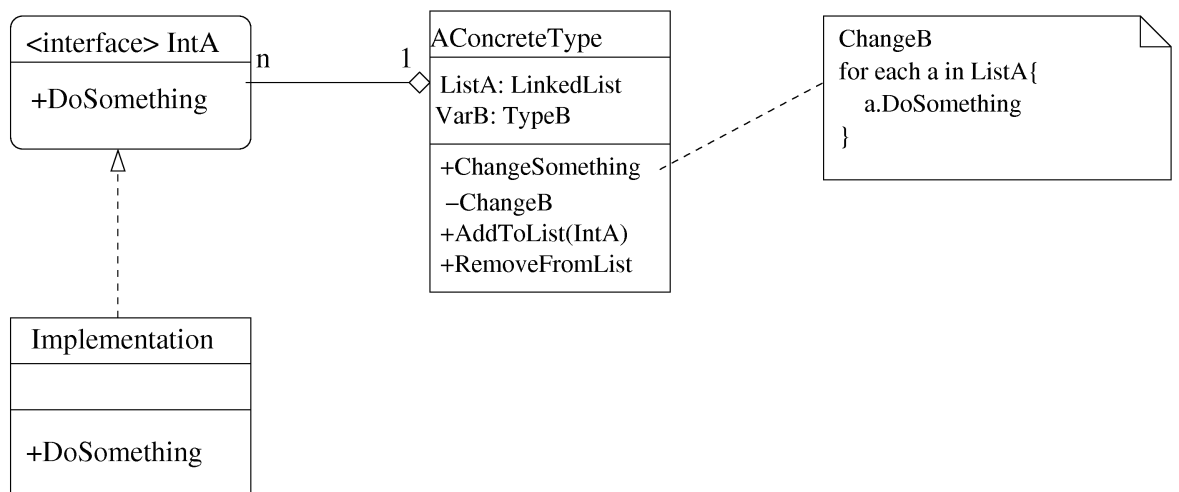 <interface> IntA
+DoSomething
n
1
AConcreteType
ListA: LinkedList
VarB: TypeB
+ChangeSomething
−ChangeB
+AddToList(IntA)
+RemoveFromList
ChangeB
for each a in ListA{
a.DoSomething
}
Implementation
+DoSomething